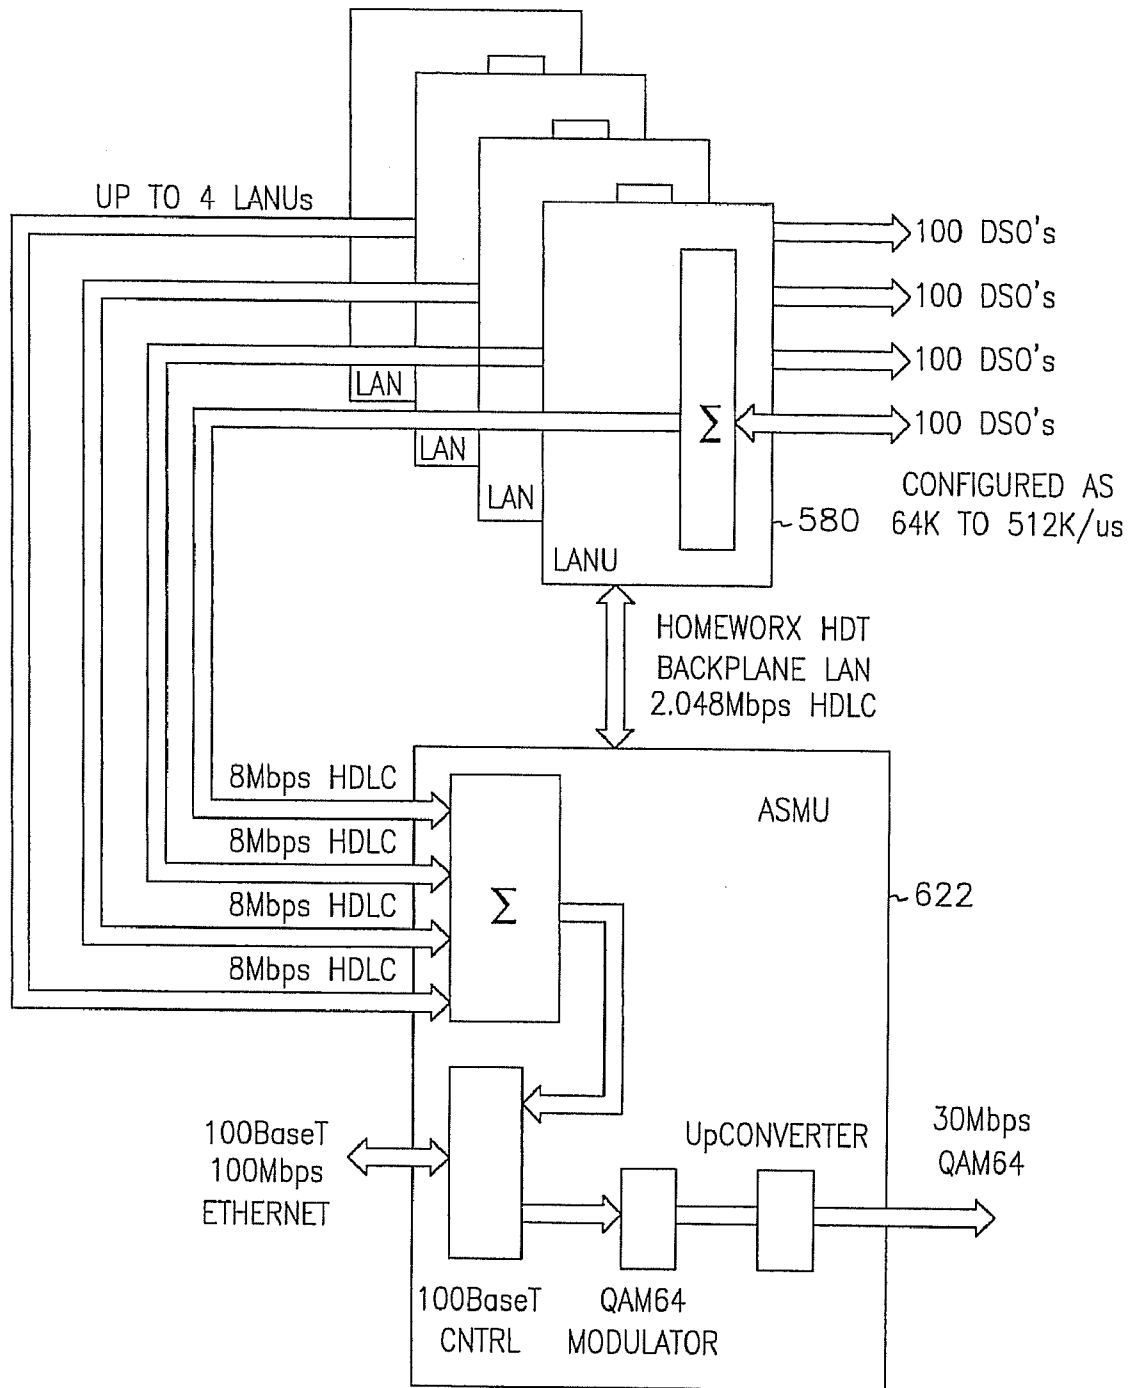 UP TO 4 LANUs
100 DSO's
100 DSO's
100 DSO's
LAN
100 DSO's
LAN
CONFIGURED AS
64K TO 512K/us
LAN
580
LANU
HOMEWORX HDT
BACKPLANE LAN
2.048Mbps HDLC
8Mbps HDLC
ASMU
8Mbps HDLC
Σ
Σ
8Mbps HDLC
622
8Mbps HDLC
100BaseT
100Mbps
ETHERNET
UpCONVERTER
30Mbps
QAM64
100BaseT
CNTRL
QAM64
MODULATOR